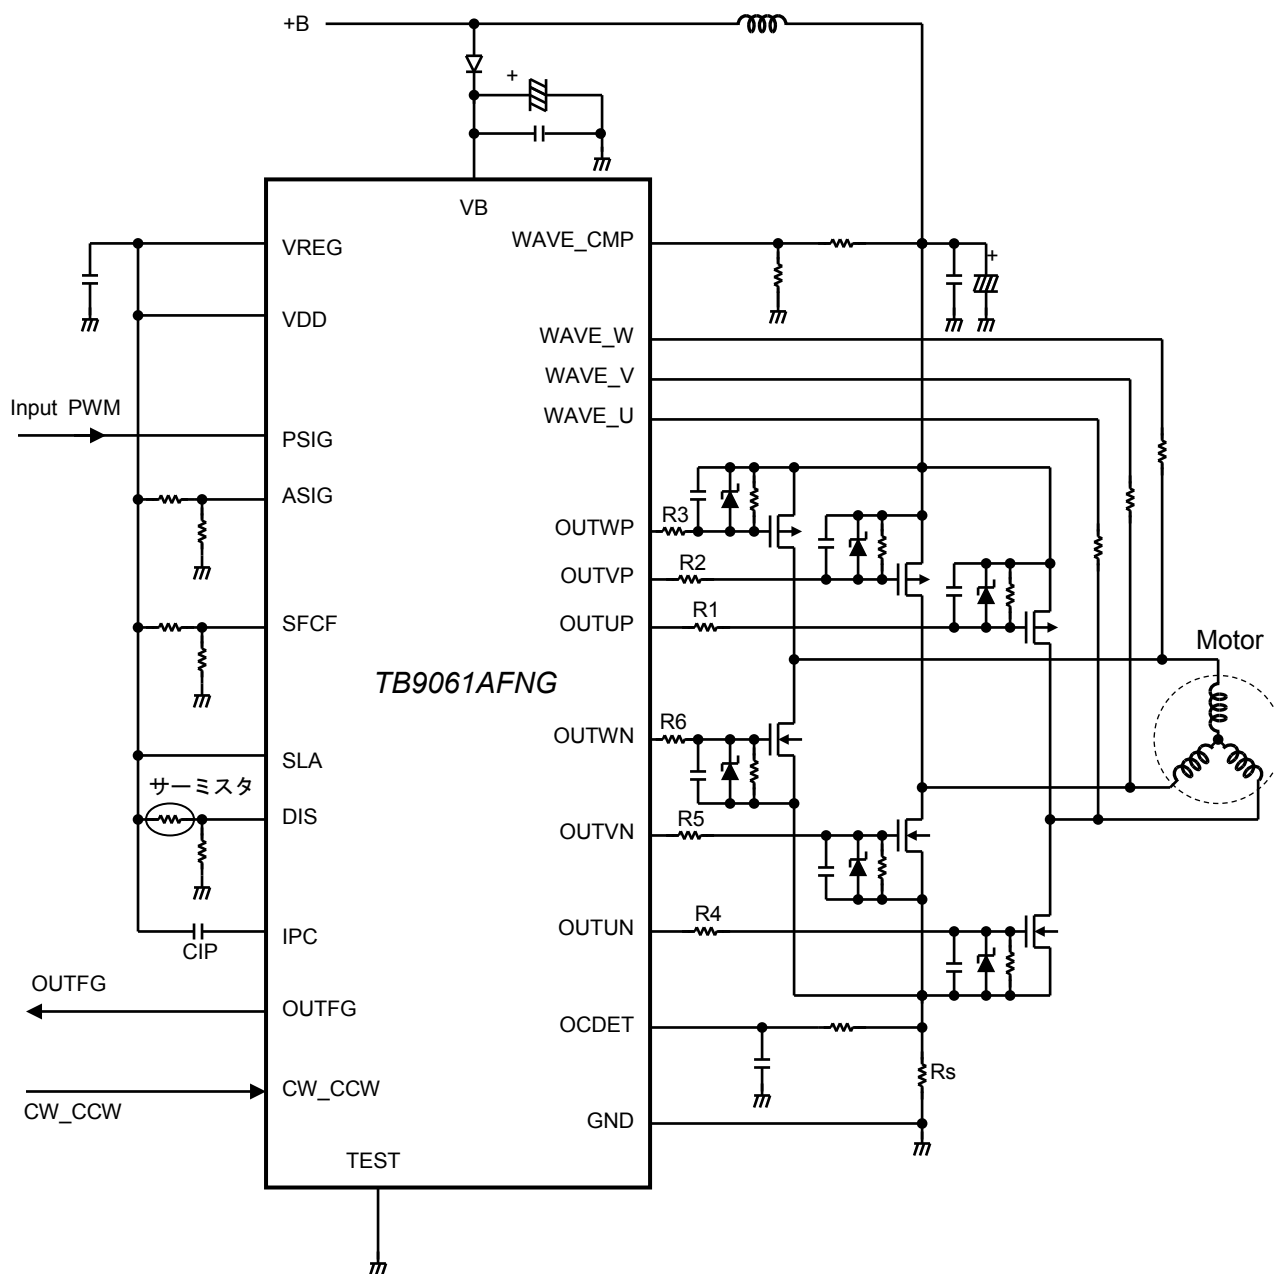 +B
+
VB
VREG
WAVE_CMP
+
VDD
WAVE_W
WAVE_V
Input PWM
WAVE_U
PSIG
ASIG
OUTWP
R3
OUTVP
R2
SFCF
OUTUP
R1
Motor
TB9061AFNG
OUTWN
R6
SLA
サーミスタ
DIS
OUTVN
R5
IPC
CIP
OUTUN
R4
OUTFG
OUTFG
OCDET
Rs
CW_CCW
CW_CCW
GND
TEST